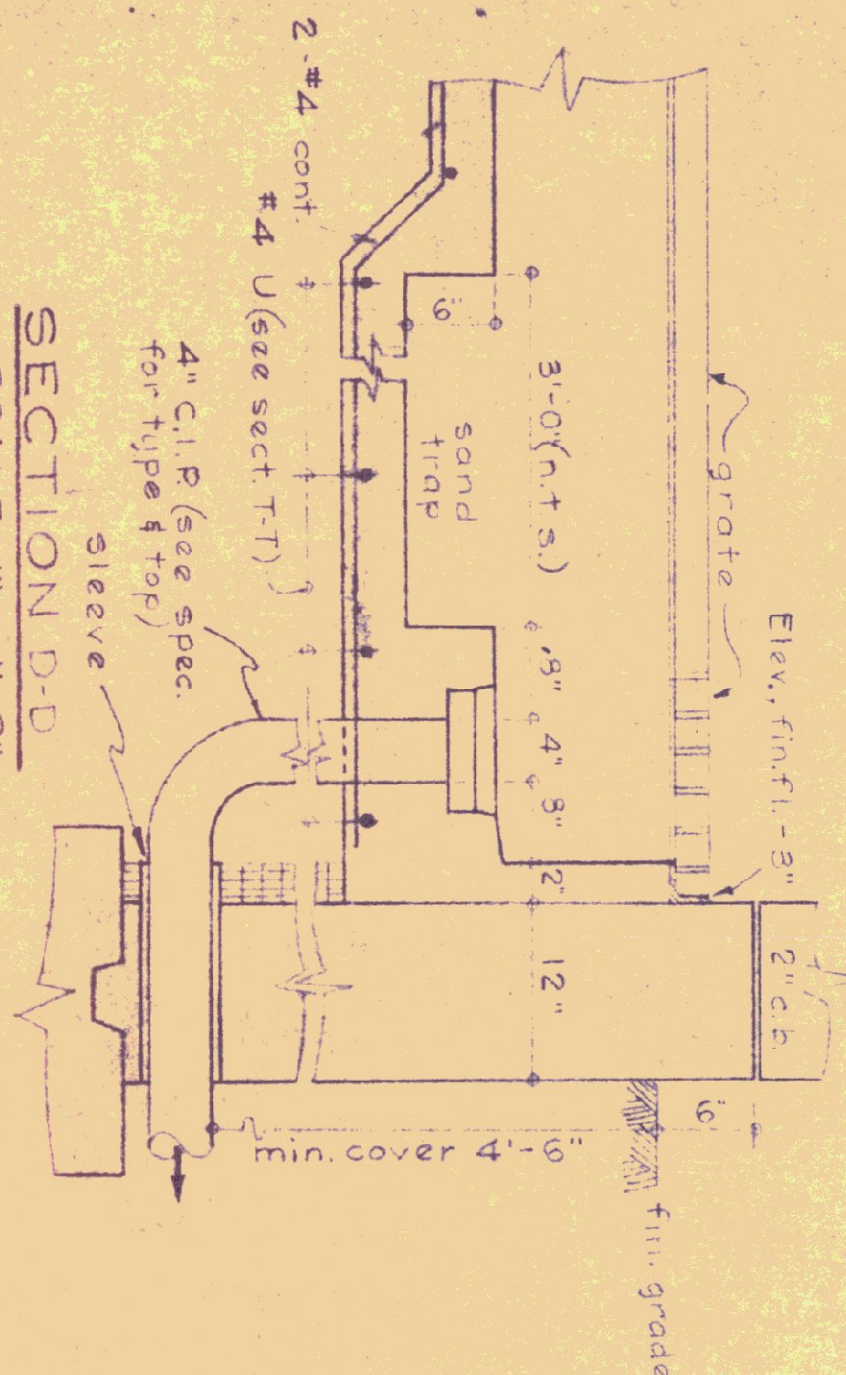 Elev., fin.fl. - 3"
2" c.b.
grate
6"
fin. grade
3'-0"(n.t.s.)
8"
4"
8"
2"
12"
6"
sand
trap
min. cover 4'-6"
2-#4 cont.
#4 U (see sect. T-T)
4" C.I.P. (see spec.
for type & top)
sleeve
SECTION D-D